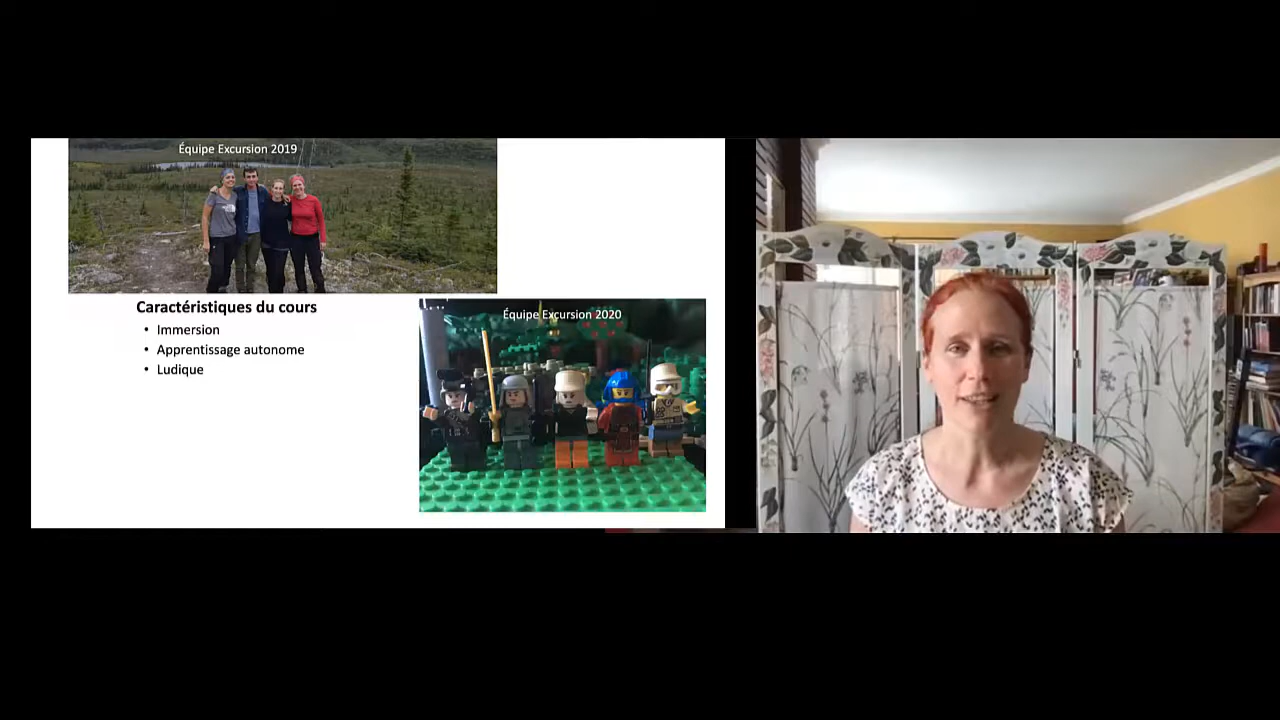 Équipe Excursion 2019
Caractéristiques du cours
• Immersion
• Apprentissage autonome
• Ludique
Équipe Excursion 2020